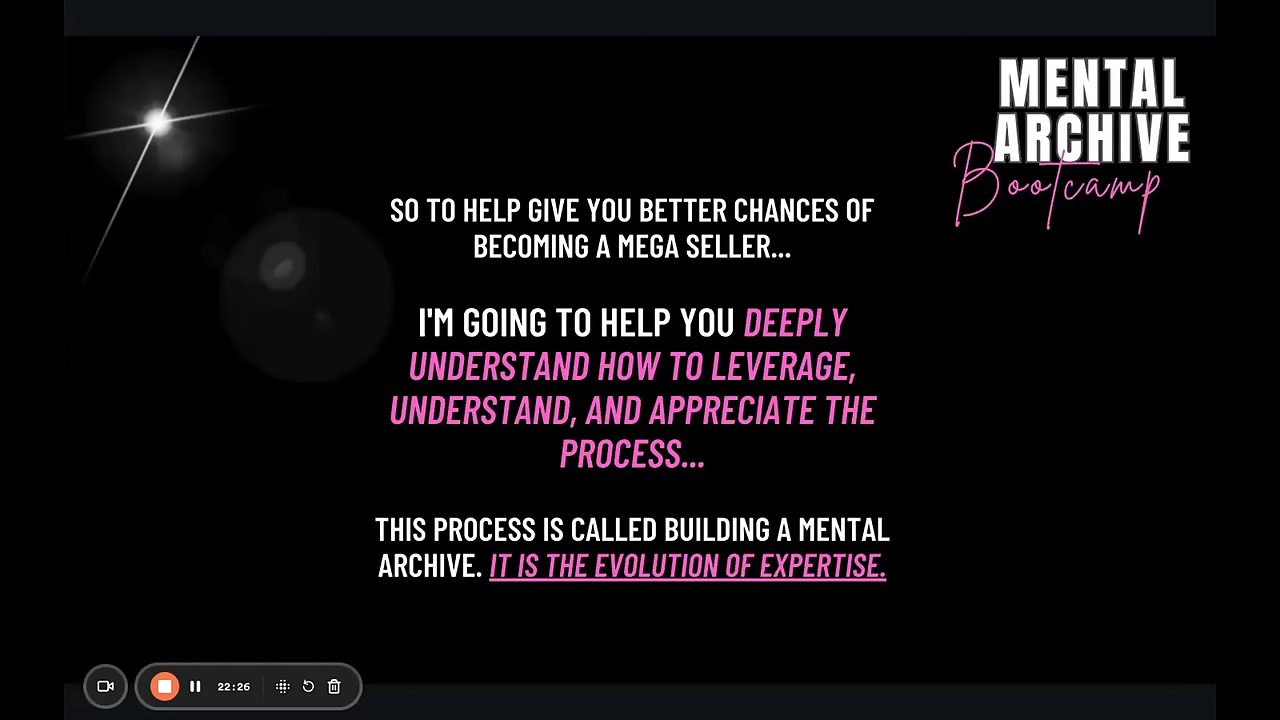 MENTAL
ARCHIVE
Bootcamp
SO TO HELP GIVE YOU BETTER CHANCES OF
BECOMING A MEGA SELLER...
I'M GOING TO HELP YOU DEEPLY
UNDERSTAND HOW TO LEVERAGE,
UNDERSTAND, AND APPRECIATE THE
PROCESS...
THIS PROCESS IS CALLED BUILDING A MENTAL
ARCHIVE. IT IS THE EVOLUTION OF EXPERTISE.
22:26